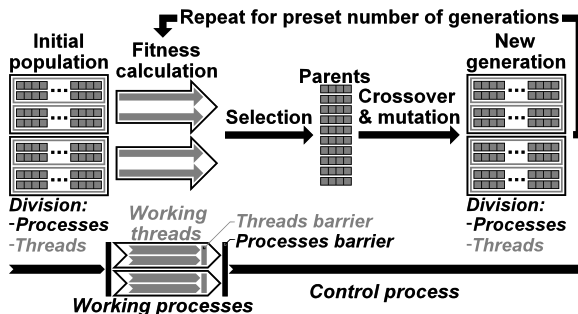 Repeat for preset number of generations
Initial
population
Fitness
calculation
New
generation
Parents
Selection
Crossover
& mutation
Division:
-Processes
-Threads
Working
threads
Threads barrier
Processes barrier
Division:
-Processes
-Threads
Working processes
Control process